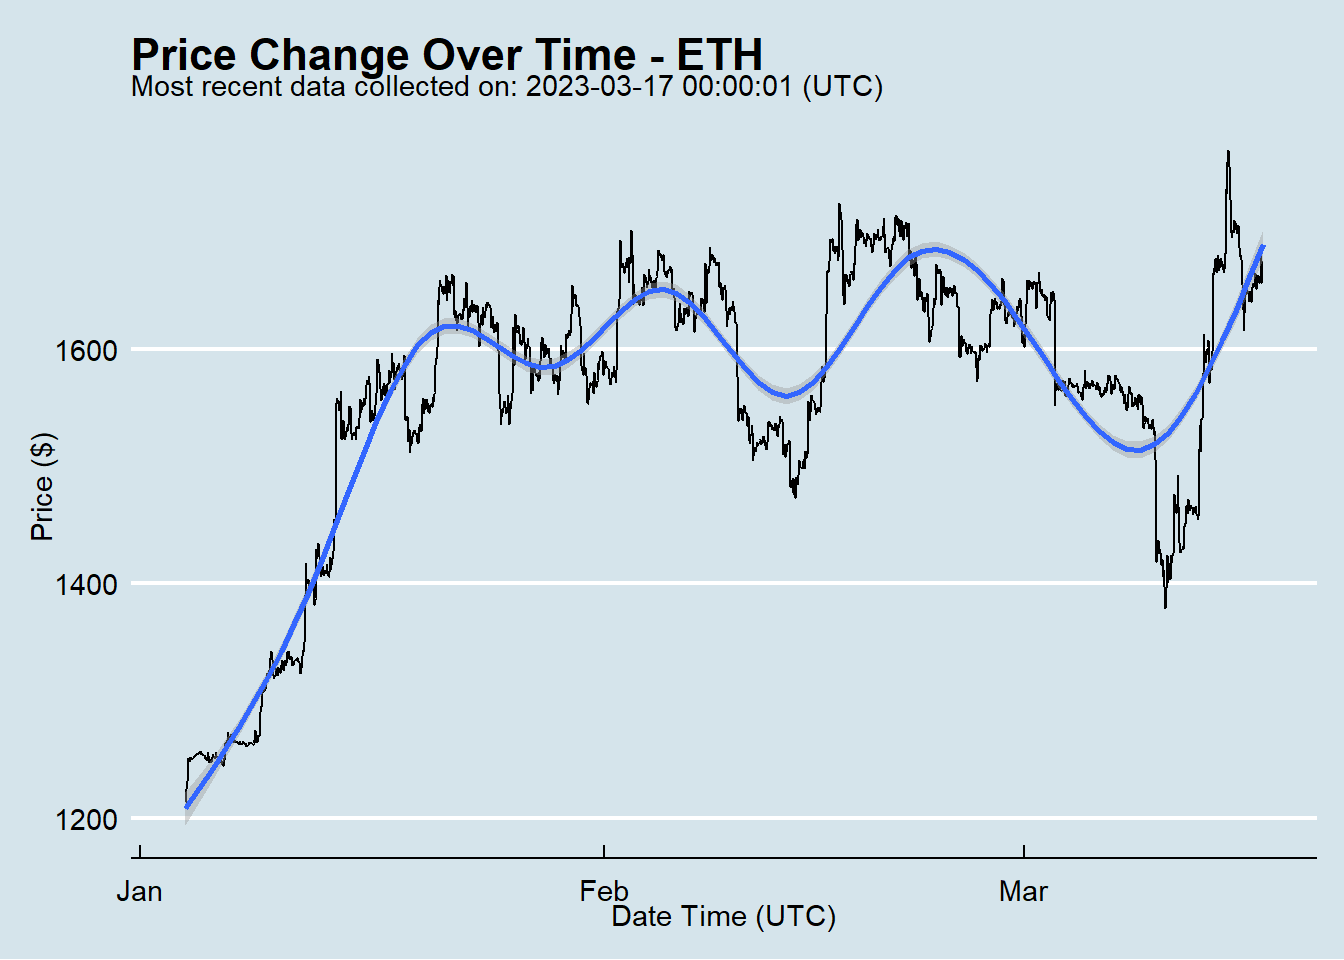 Price Change Over Time - ETH
Most recent data collected on: 2023-03-17 00:00:01 (UTC)
Price ($)
1600
1400
1200
Jan
Feb
Mar
Date Time (UTC)